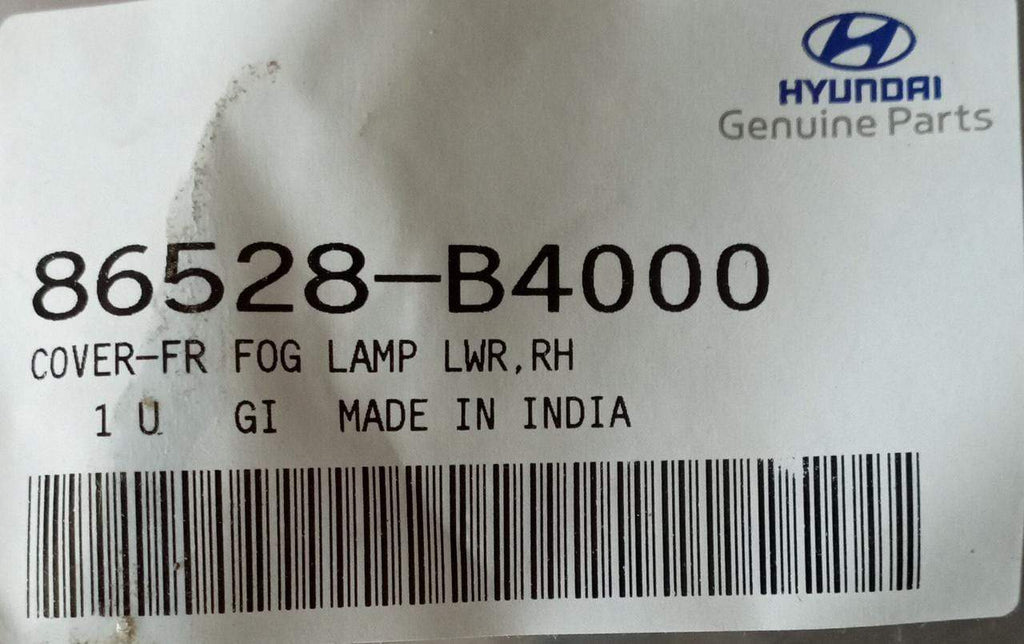 HYUNDAI
Genuine Parts
86528-B4000
COVER-FR FOG LAMP LWR,RH
1 U GI MADE IN INDIA